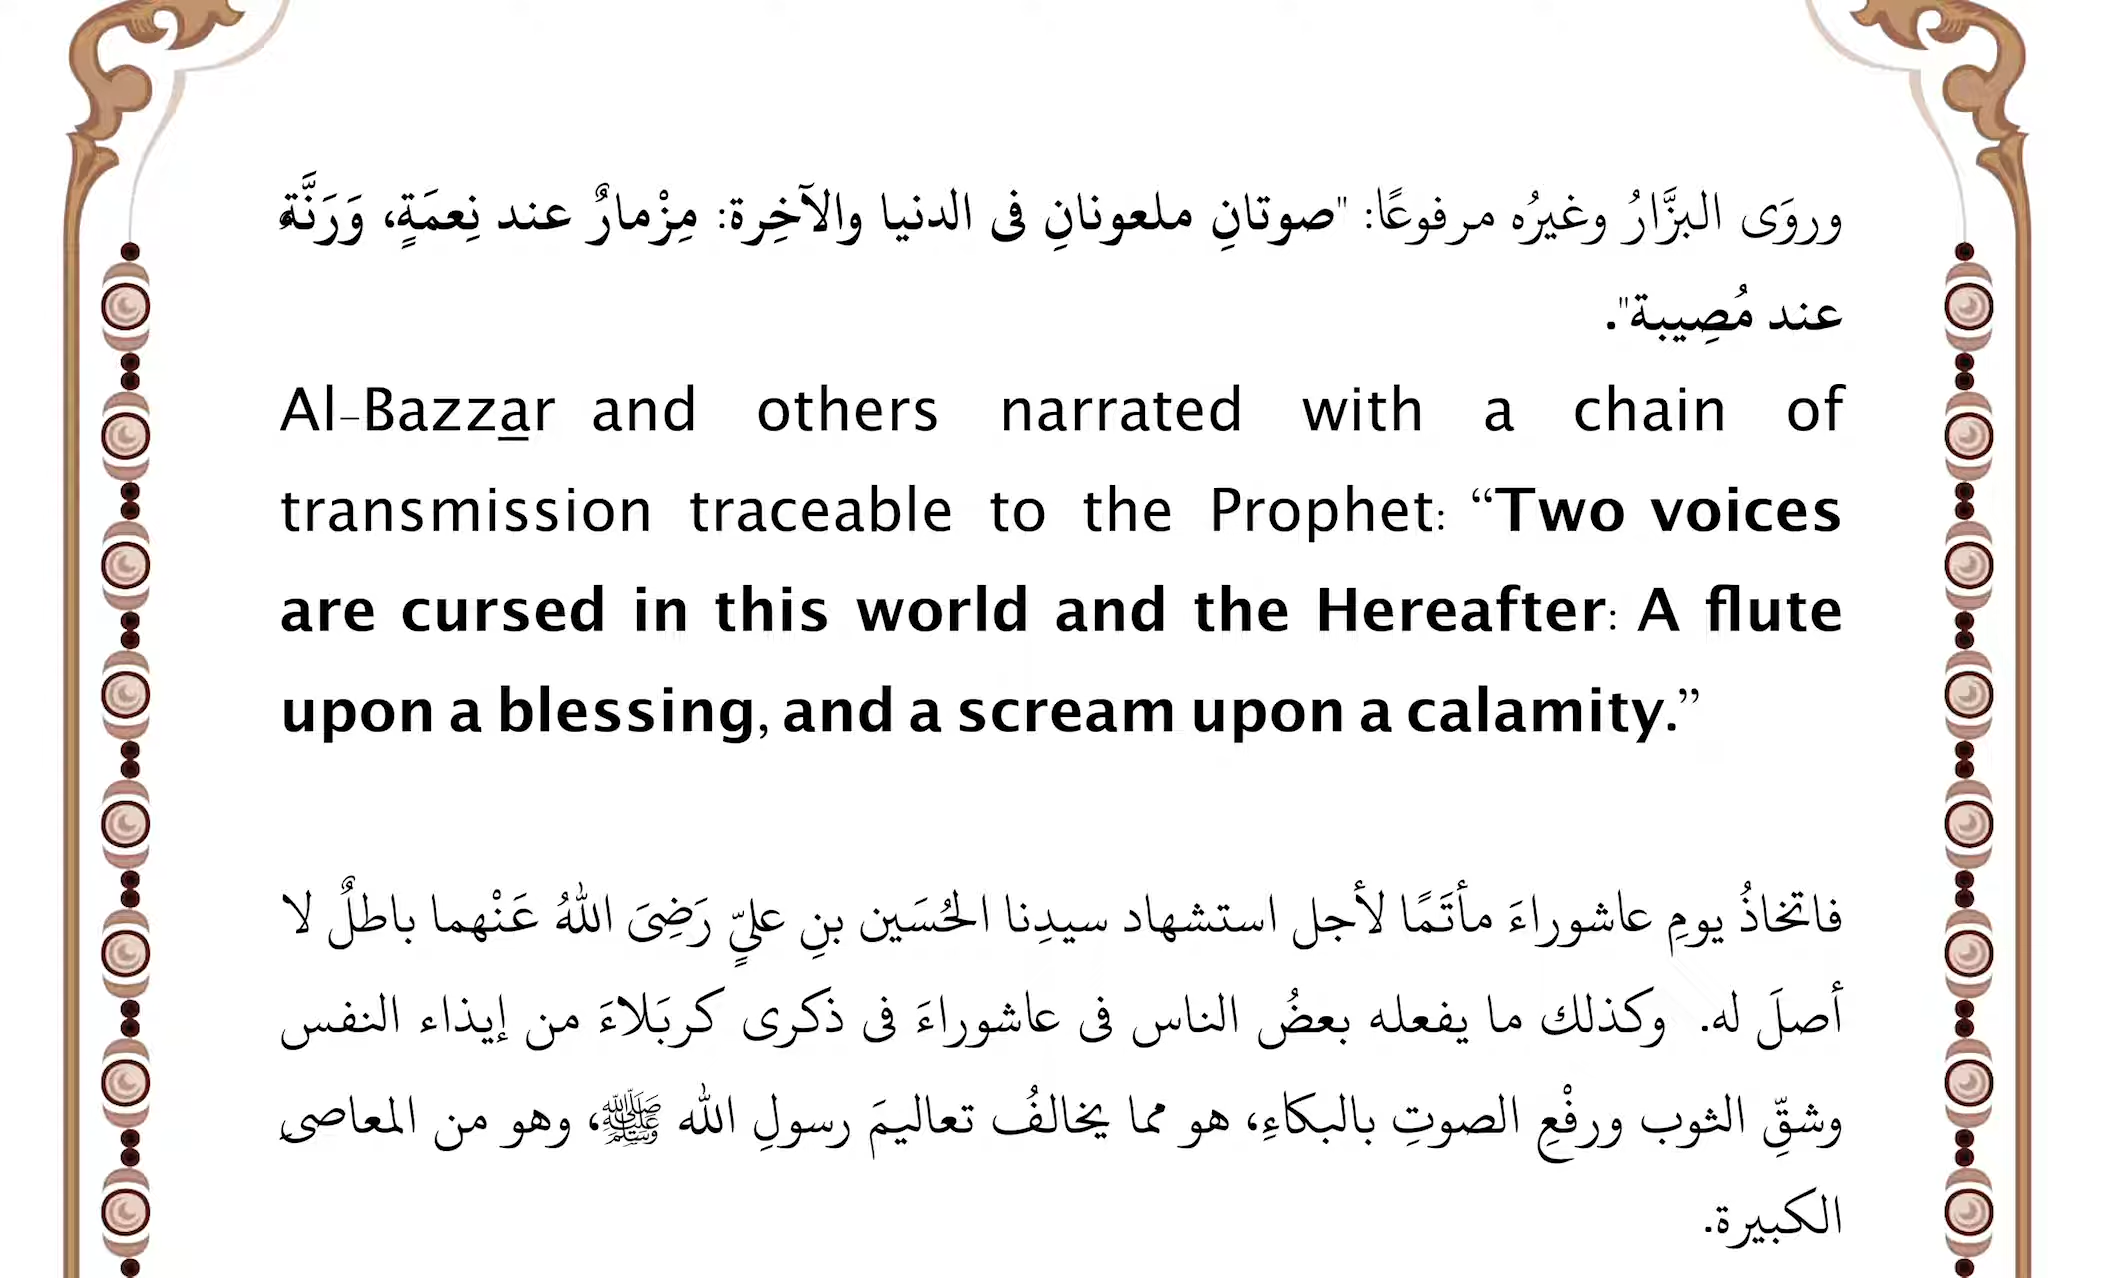 وروَى البزَّارُ وغيرُه مرفوعًا: "صوتانِ ملعونانِ فى الدنيا والآخِرة: مِزْمارٌ عند نِعمَةٍ، وَرَنَّةٌ
عند مُصِيبة".
Al-Bazzar and others narrated with a chain of
transmission traceable to the Prophet: “Two voices
are cursed in this world and the Hereafter: A flute
upon a blessing, and a scream upon a calamity.”
فاتخاذُ يومِ عاشوراءَ مأتَمًا لأجل استشهاد سيدِنا الحُسَين بنِ عليٍّ رَضِىَ اللهُ عَنْهما باطلٌ لا
أصلَ له. وكذلك ما يفعله بعضُ الناس فى عاشوراءَ فى ذكرى كربَلاءَ من إيذاء النفس
وشقِّ الثوب ورفْعِ الصوتِ بالبكاءِ، هو مما يخالفُ تعاليمَ رسولِ الله ﷺ، وهو من المعاصى
الكبيرة.